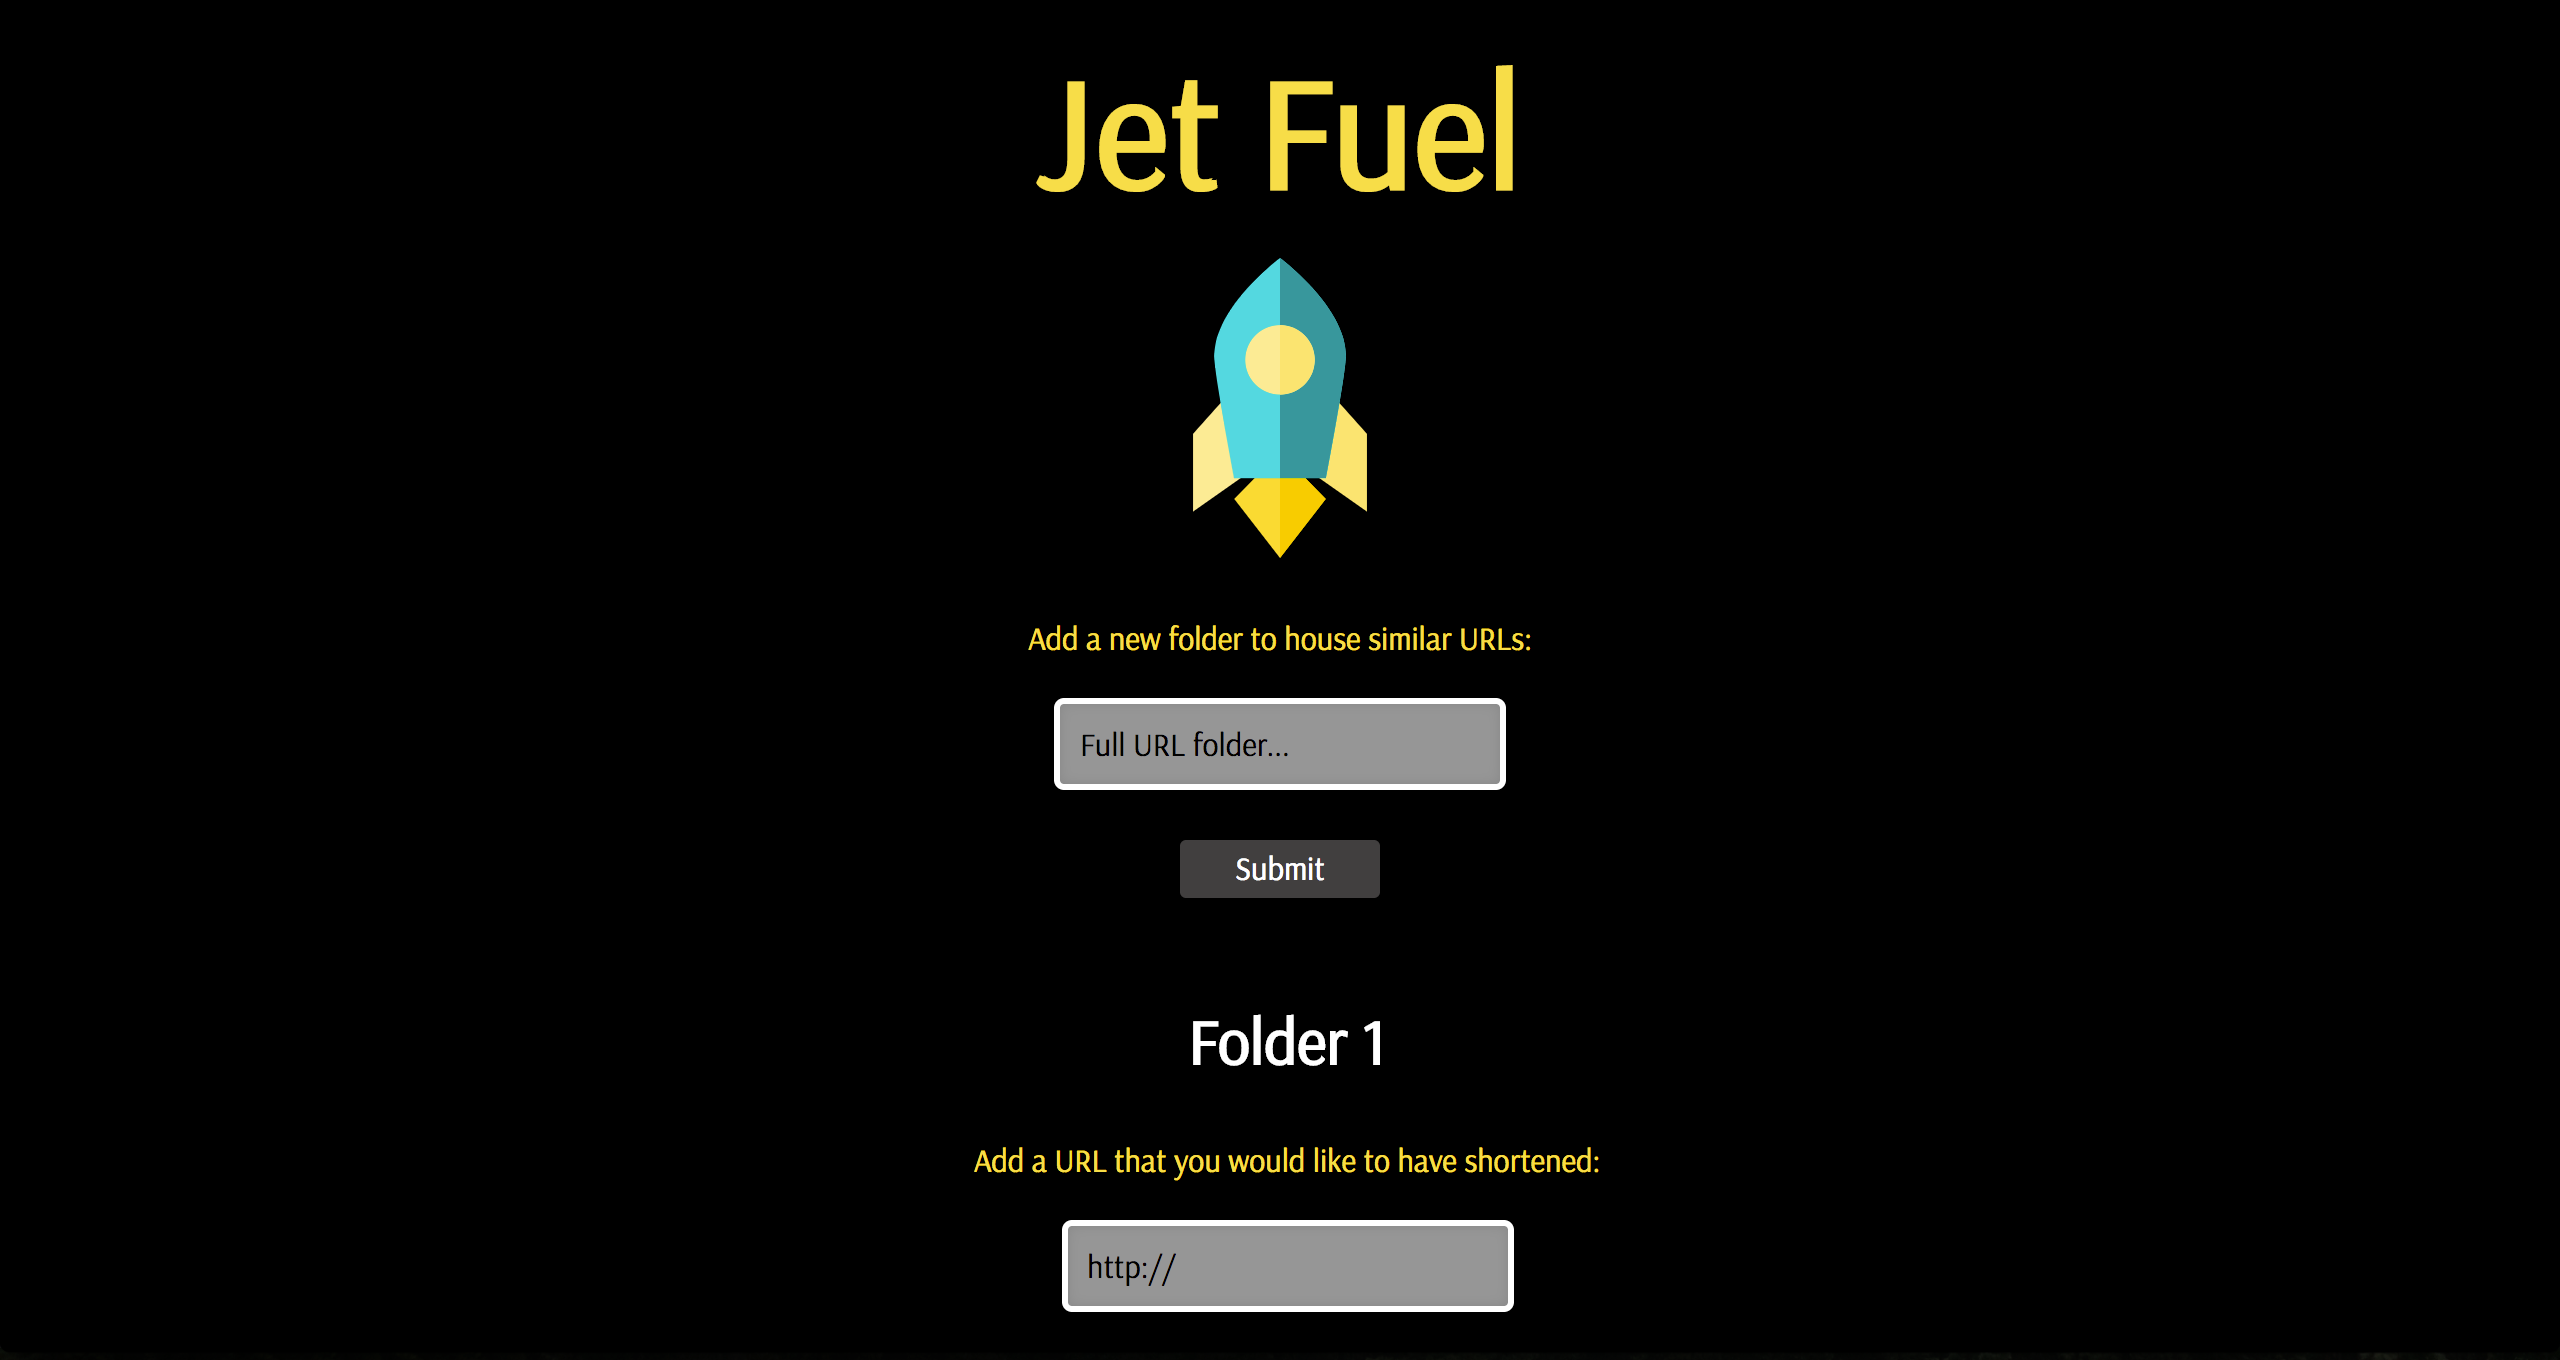 Jet Fuel
Add a new folder to house similar URLs:
Full URL folder...
Submit
Folder 1
Add a URL that you would like to have shortened:
http://